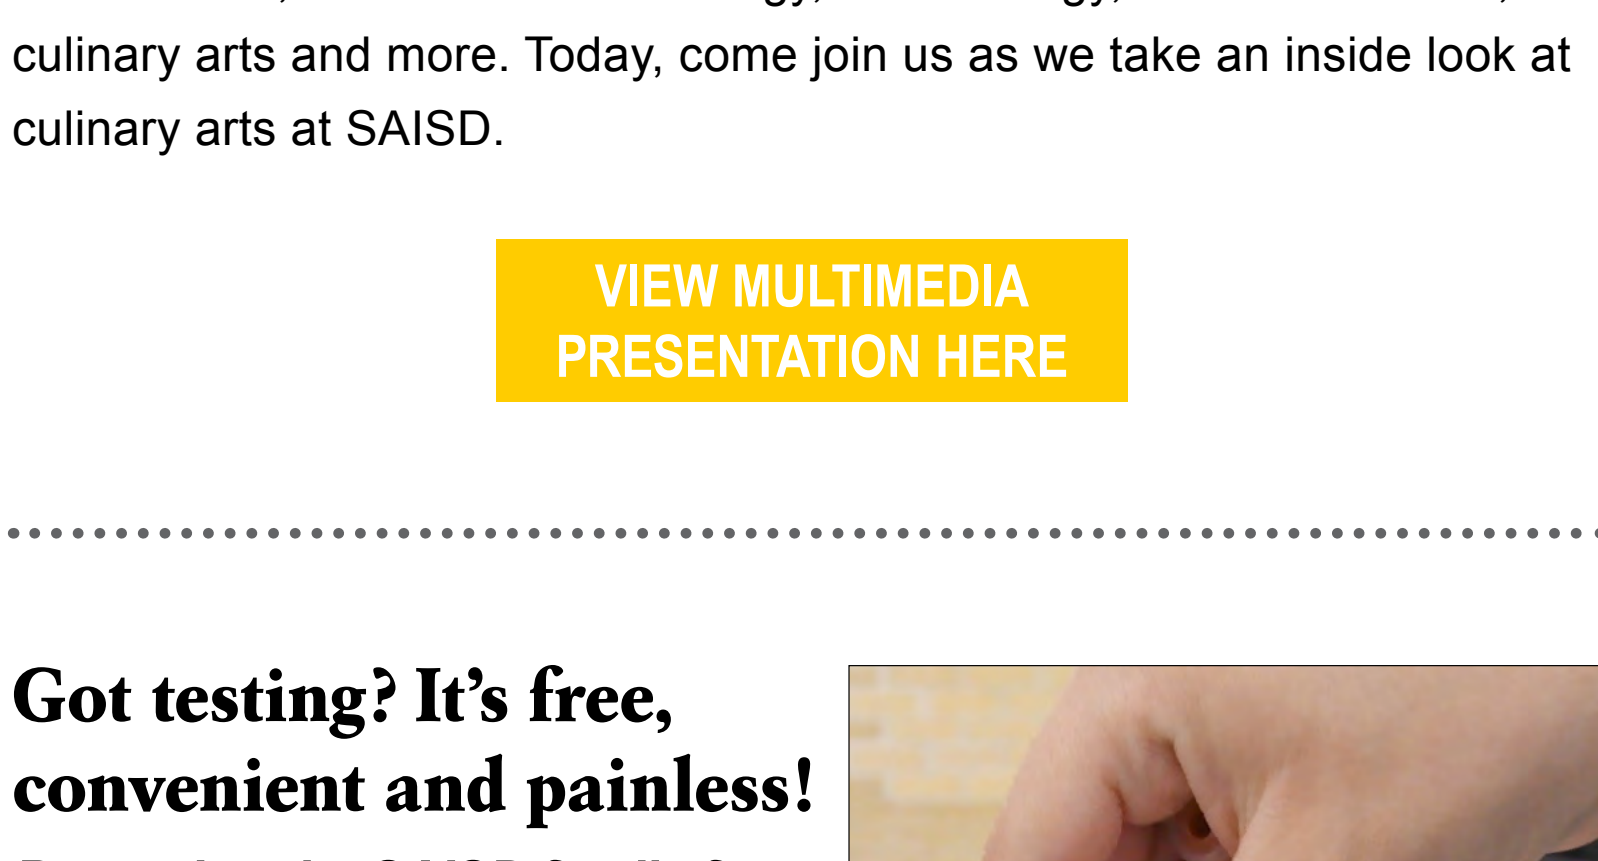 culinary arts and more. Today, come join us as we take an inside look at
culinary arts at SAISD.
VIEW MULTIMEDIA
PRESENTATION HERE
Got testing? It’s free,
convenient and painless!